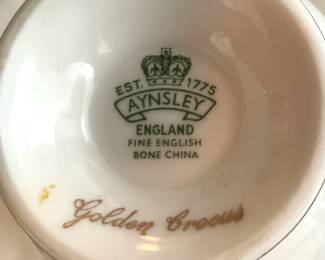 EST. 1775
AYNSLEY
ENGLAND
FINE ENGLISH
BONE CHINA
Golden Crocus